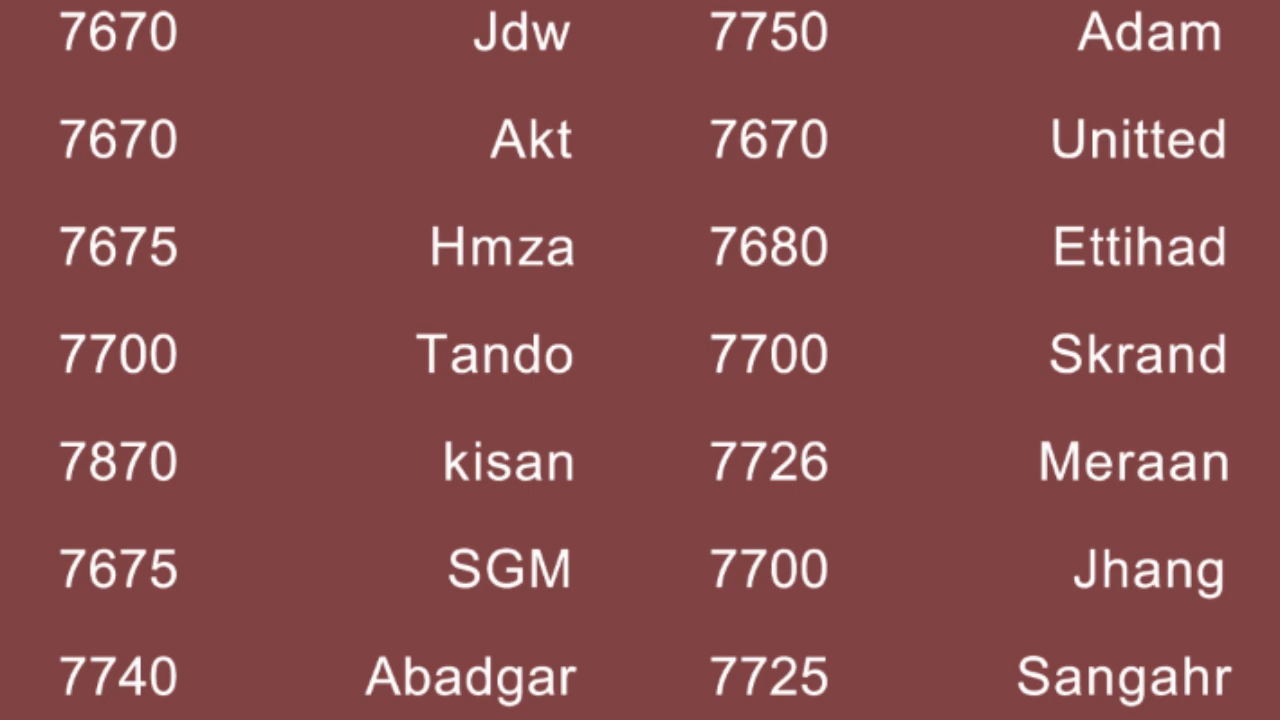 7670 Jdw 7750 Adam
7670 Akt 7670 Unitted
7675 Hmza 7680 Ettihad
7700 Tando 7700 Skrand
7870 kisan 7726 Meraan
7675 SGM 7700 Jhang
7740 Abadgar 7725 Sangahr